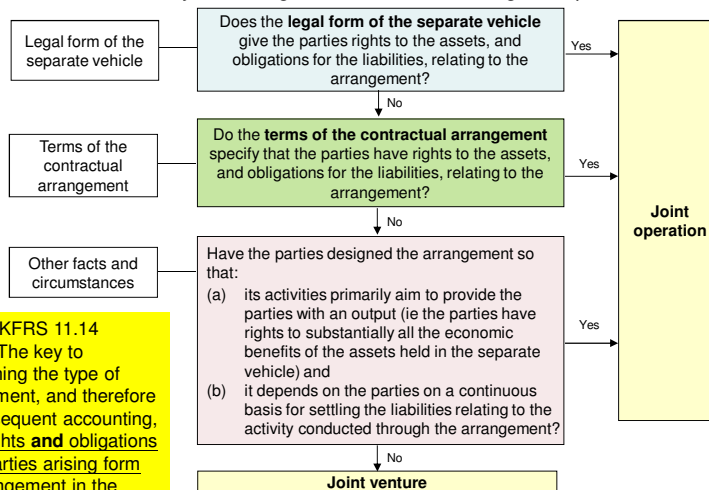 Does the legal form of the separate vehicle
give the parties rights to the assets, and
obligations for the liabilities, relating to the
arrangement?
Legal form of the
separate vehicle
Yes
No
Do the terms of the contractual arrangement
specify that the parties have rights to the assets,
and obligations for the liabilities, relating to the
arrangement?
Terms of the
contractual
arrangement
Yes
No
Joint
operation
Have the parties designed the arrangement so
that:
(a) its activities primarily aim to provide the
parties with an output (ie the parties have
rights to substantially all the economic
benefits of the assets held in the separate
vehicle) and
(b) it depends on the parties on a continuous
basis for settling the liabilities relating to the
activity conducted through the arrangement?
Other facts and
circumstances
Yes
KFRS 11.14
The key to
type of
and therefore
accounting,
and obligations
arising form
in the
No
Joint venture